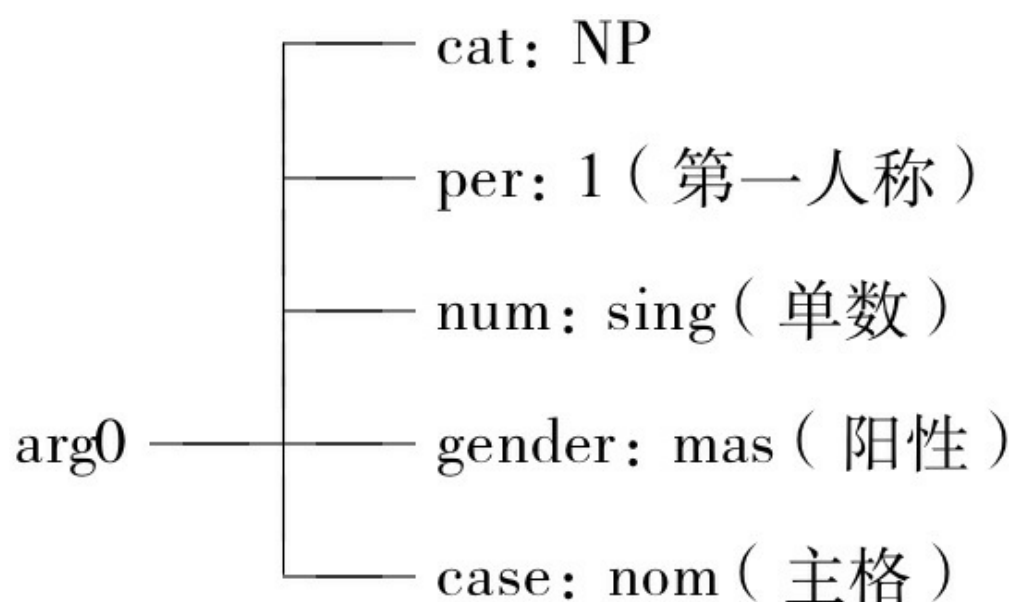 cat: NP
per: 1（第一人称）
num: sing（单数）
arg0
gender: mas（阳性）
case: nom（主格）